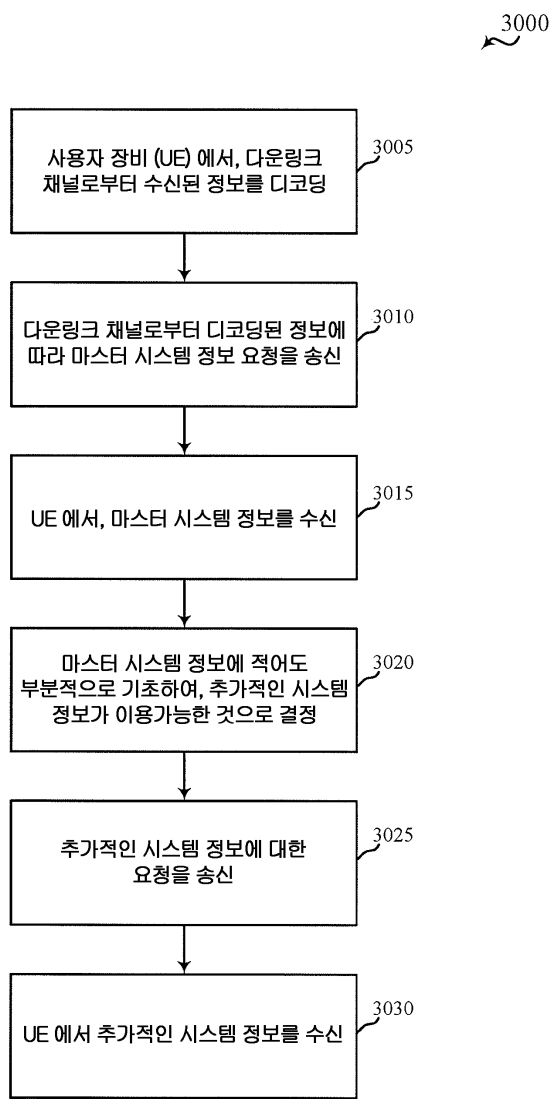 3000
사용자 장비 (UE) 에서, 다운링크
채널로부터 수신된 정보를 디코딩
3005
다운링크 채널로부터 디코딩된 정보에
따라 마스터 시스템 정보 요청을 송신
3010
UE 에서, 마스터 시스템 정보를 수신
3015
마스터 시스템 정보에 적어도
부분적으로 기초하여, 추가적인 시스템
정보가 이용가능한 것으로 결정
3020
추가적인 시스템 정보에 대한
요청을 송신
3025
UE 에서 추가적인 시스템 정보를 수신
3030